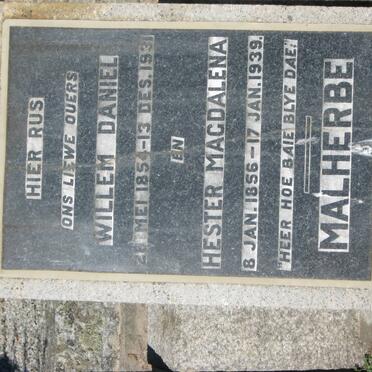 HIER RUS
ONS LIEWE OUERS
WILLEM DANIEL
MEI 1854–13 DES.
EN
HESTER MAGDALENA
8 JAN. 1856–17 JAN. 1939.
"HEER HOE BAIE BLYE DAE."
MALHERBE